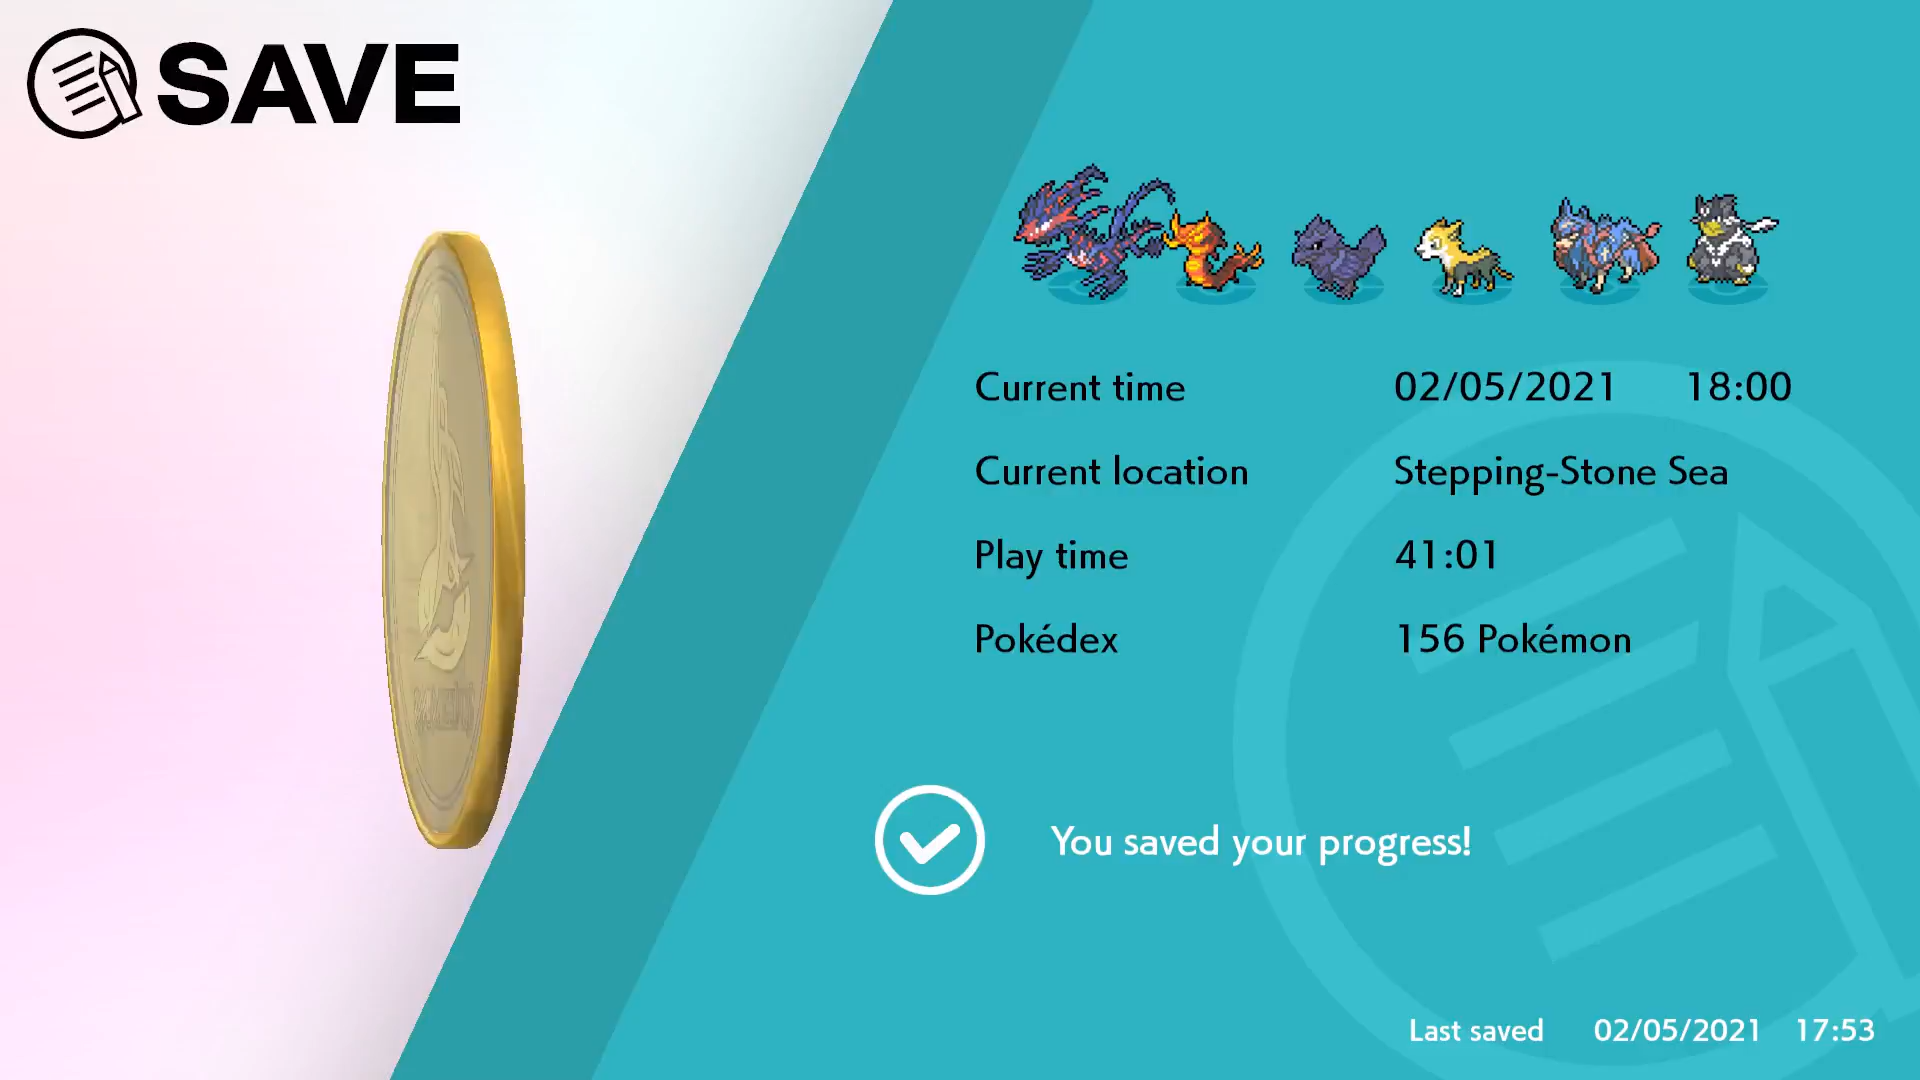 SAVE
Current time 02/05/2021 18:00
Current location Stepping-Stone Sea
Play time 41:01
Pokédex 156 Pokémon
You saved your progress!
Last saved 02/05/2021 17:53